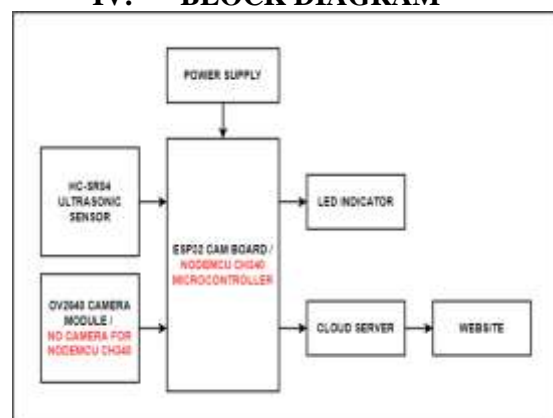 IV. BLOCK DIAGRAM
POWER SUPPLY
HC-SR04
ULTRASONIC
SENSOR
ESP32 CAM BOARD /
NODEMCU CH340
MICROCONTROLLER
LED INDICATOR
OV2640 CAMERA
MODULE /
NO CAMERA FOR
NODEMCU CH340
CLOUD SERVER
WEBSITE